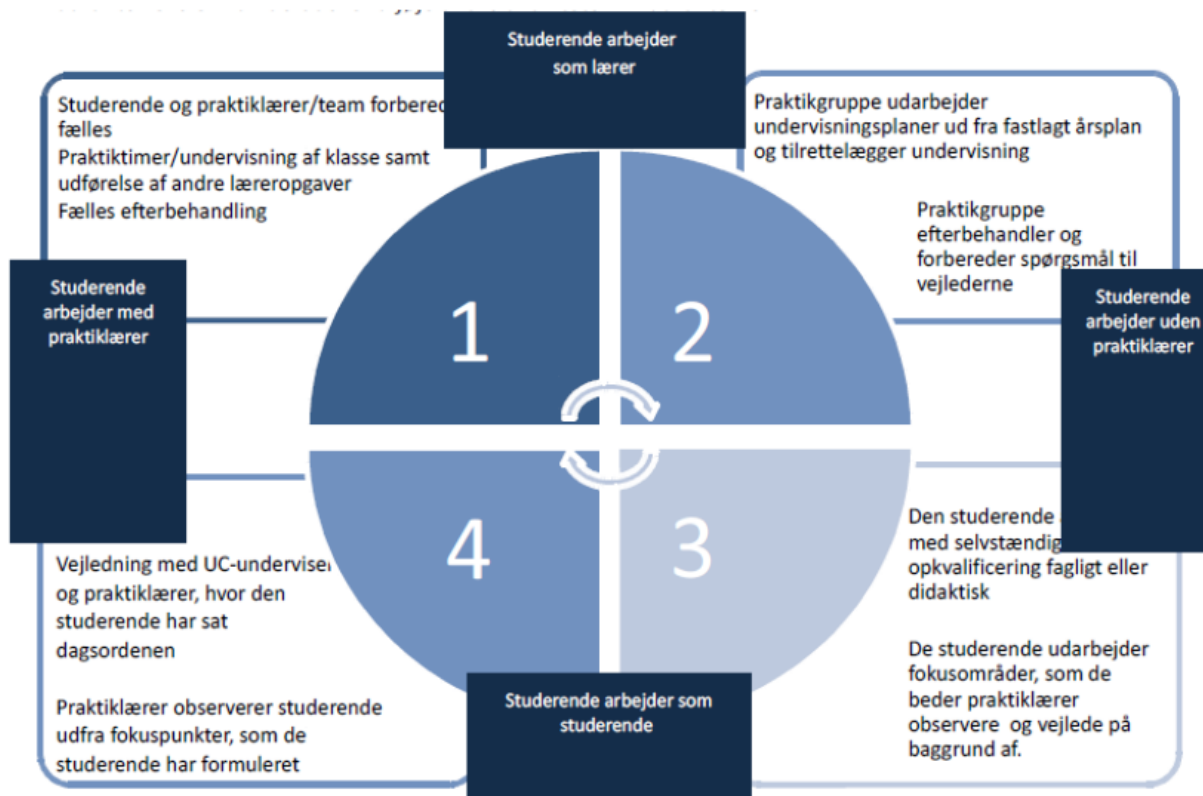 Studerende arbejder
som lærer
Studerende og praktiklærer/team
fælles
Praktiktimer/undervisning af klasse samt
udførelse af andre læreropgaver
Fælles efterbehandling
Praktikgruppe udarbejder
undervisningsplaner ud fra fastlagt årsplan
og tilrettelægger undervisning
Praktikgruppe
efterbehandler og
forbereder spørgsmål til
vejlederne
Studerende
arbejder med
praktiklærer
Studerende
arbejder uden
praktiklærer
1
2
4
3
Vejledning med
og praktiklærer, hvor den
studerende har sat
dagsordenen
Praktiklærer observerer studerende
udfra fokuspunkter, som de
studerende har formuleret
Den studerende
med selvstændig
opkvalificering fagligt eller
didaktisk
De studerende udarbejder
fokusområder, som de
beder praktiklærer
observere og vejlede på
baggrund af.
Studerende arbejder som
studerende